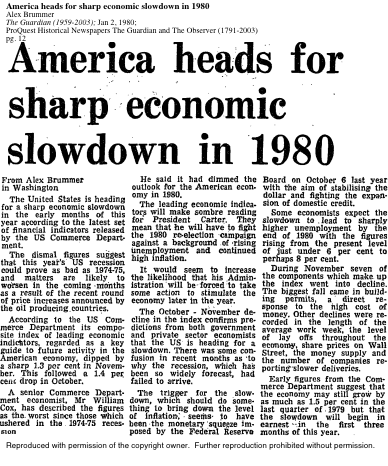 America heads for sharp economic slowdown in 1980
Alex Brummer
The Guardian (1959-2003); Jan 2, 1980;
ProQuest Historical Newspapers The Guardian and The Observer (1791-2003)
pg. 12
America heads for
sharp economic
slowdown in 1980
From Alex Brummer
in Washington
The United States is heading
for a sharp economic slowdown
in the early months of this
year according to the latest set
of financial indicators released
by the US Commerce Depart-
ment.
The dismal figures suggest
that this year's US recession
could prove as bad as 1974-75,
and matters are likely to
worsen in the coming months
as a result of the recent round
of price increases announced by
the oil producing countries.
According to the US Com-
merce Department its compo-
site index of leading economic
indicators, regarded as a key
guide to future activity in the
American economy, dipped by
a sharp 1.3 per cent in Novem-
ber. This followed a 1.4 per
cent drop in October.
A senior Commerce Depart-
ment economist, Mr William
Cox, has described the figures
as the worst since those which
ushered in the 1974-75 reces-
sion
He said it had dimmed the
outlook for the American econ-
omy in 1980.
The leading economic indica-
tors will make sombre reading
for President Carter. They
mean that he will have to fight
the 1980 re-election campaign
against a background of rising
unemployment and continued
high inflation.
It would seem to increase
the likelihood that his Admin-
istration will be forced to take
some action to stimulate the
economy later in the year.
The October - November de-
cline in the index confirms pre-
dictions from both government
and private sector economists
that the US is heading for a
slowdown. There was some con-
fusion in recent months as to
why the recession, which has
been so widely forecast, had
failed to arrive.
The trigger for the slow-
down, which should do some-
thing to bring down the level
of inflation, seems to have
been the monetary squeeze im-
posed by the Federal Reserve
Board on October 6 last year
with the aim of stabilising the
dollar and fighting the expan-
sion of domestic credit.
Some economists expect the
slowdown to lead to sharply
higher unemployment by the
end of 1980 with the figures
rising from the present level
of just under 6 per cent to
perhaps 8 per cent.
During November seven of
the components which make up
the index went into decline.
The biggest fall came in build-
ing permits, a direct re-
sponse to the high cost of
money. Other declines were re-
corded in the length of the
average work week, the level
of lay offs throughout the
economy, share prices on Wall
Street, the money supply and
the number of companies re-
porting slower deliveries.
Early figures from the Com-
merce Department suggest that
the economy may still grow by
as much as 1.5 per cent in the
last quarter of 1979 but that
the slowdown will begin in
earnest in the first three
months of this year.
Reproduced with permission of the copyright owner. Further reproduction prohibited without permission.